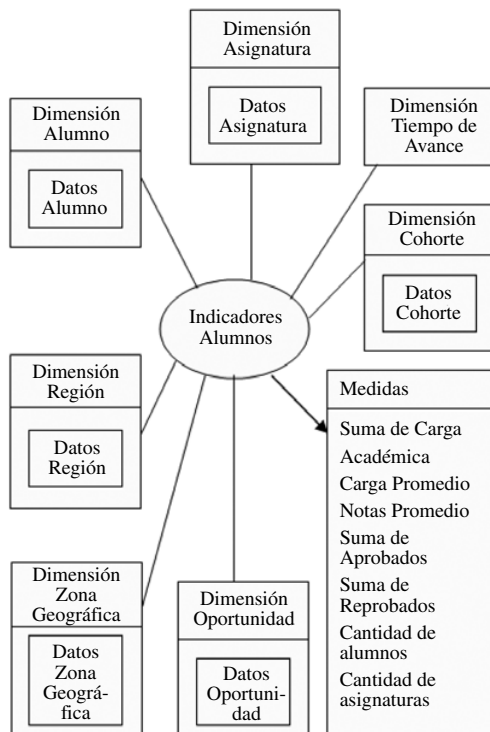 Dimensión
Asignatura
Datos
Asignatura
Dimensión
Alumno
Datos
Alumno
Dimensión
Tiempo de
Avance
Dimensión
Cohorte
Datos
Cohorte
Indicadores
Alumnos
Dimensión
Región
Datos
Región
Medidas
Suma de Carga
Académica
Carga Promedio
Notas Promedio
Suma de
Aprobados
Suma de
Reprobados
Cantidad de
alumnos
Cantidad de
asignaturas
Dimensión
Zona
Geográfica
Datos
Zona
Geográ-
fica
Dimensión
Oportunidad
Datos
Oportuni-
dad